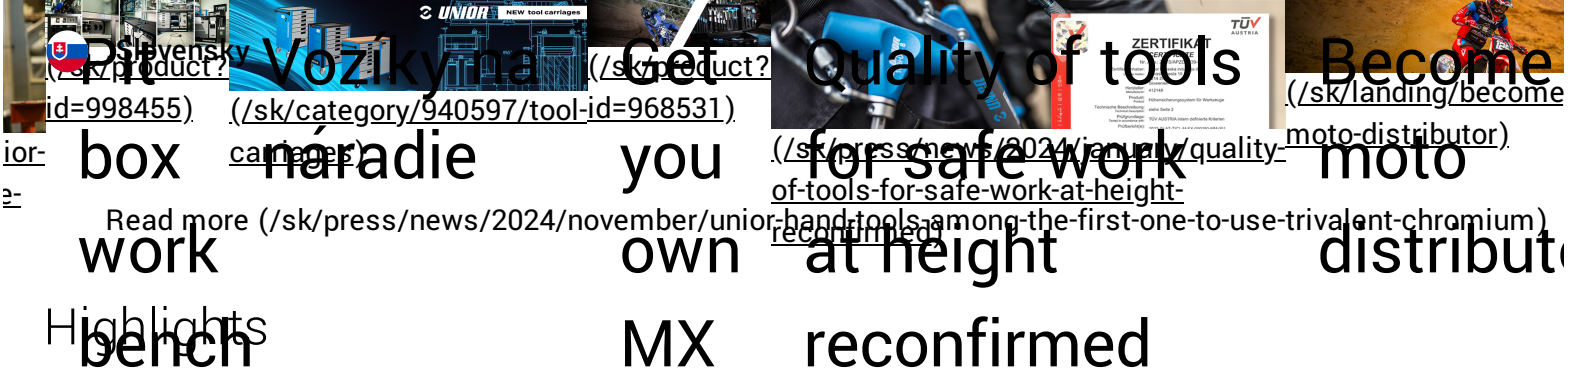 UNIOR NEW tool carriages
TÜV
AUSTRIA
ZERTIFIKAT
Slovensky
Pit
box
work
bench
(/sk/product?
id=998455)
Vozíky na
náradie
(/sk/category/940597/tool-
carriages)
Get
you
own
MX
(/sk/product?
id=968531)
Quality of tools
for safe work
at height
reconfirmed
(/sk/press/news/2024/january/quality-
of-tools-for-safe-work-at-height-
reconfirmed)
Become
moto
distribut
(/sk/landing/become
moto-distributor)
ior-
e-
Read more (/sk/press/news/2024/november/unior-hand-tools-among-the-first-one-to-use-trivalent-chromium)
Highlights